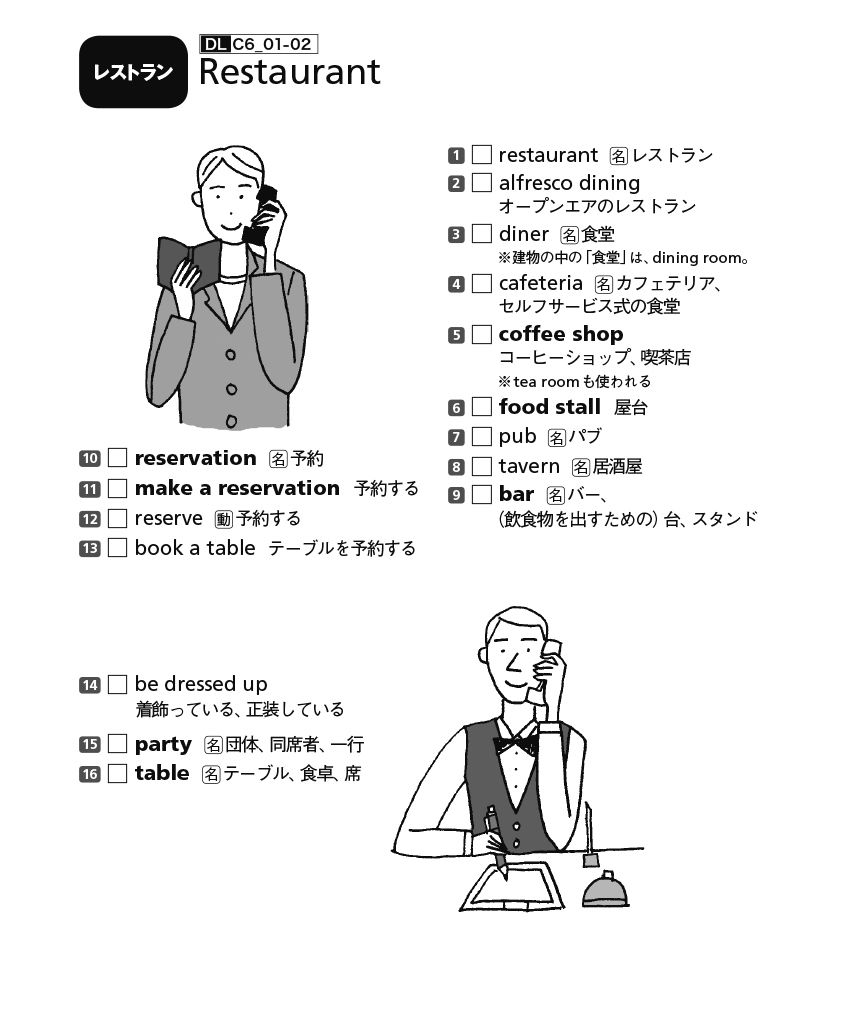 レストラン
DL C6_01-02
Restaurant
1 □ restaurant 名 レストラン
2 □ alfresco dining
オープンエアのレストラン
3 □ diner 名 食堂
※建物の中の「食堂」は、dining room。
4 □ cafeteria 名 カフェテリア、
セルフサービス式の食堂
5 □ coffee shop
コーヒーショップ、喫茶店
※tea roomも使われる
6 □ food stall 屋台
7 □ pub 名 パブ
8 □ tavern 名 居酒屋
9 □ bar 名 バー、
(飲食物を出すための) 台、スタンド
10 □ reservation 名 予約
11 □ make a reservation 予約する
12 □ reserve 動 予約する
13 □ book a table テーブルを予約する
14 □ be dressed up
着飾っている、正装している
15 □ party 名 団体、同席者、一行
16 □ table 名 テーブル、食卓、席